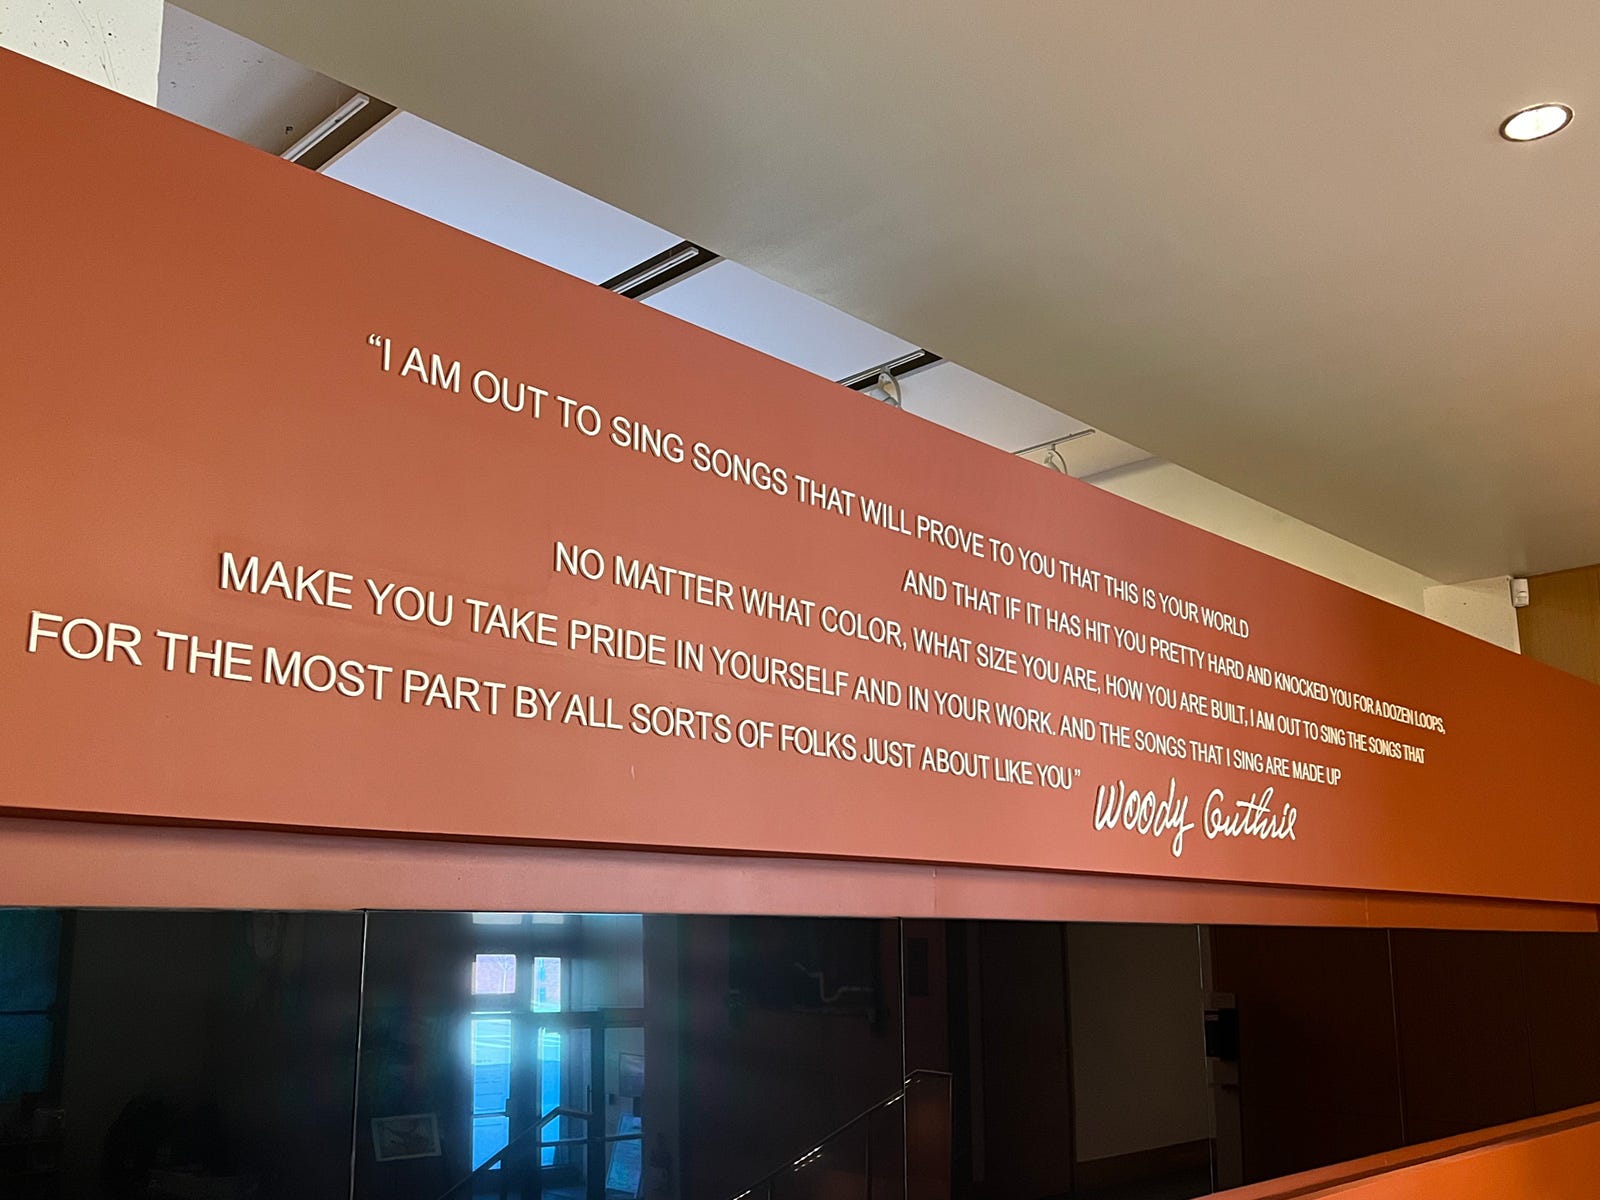 “I AM OUT TO SING SONGS THAT WILL PROVE TO YOU THAT THIS IS YOUR WORLD
AND THAT IF IT HAS HIT YOU PRETTY HARD AND KNOCKED YOU FOR A DOZEN LOOPS,
NO MATTER WHAT COLOR, WHAT SIZE YOU ARE, HOW YOU ARE BUILT, I AM OUT TO SING THE SONGS THAT
MAKE YOU TAKE PRIDE IN YOURSELF AND IN YOUR WORK. AND THE SONGS THAT I SING ARE MADE UP
FOR THE MOST PART BY ALL SORTS OF FOLKS JUST ABOUT LIKE YOU”
Woody Guthrie